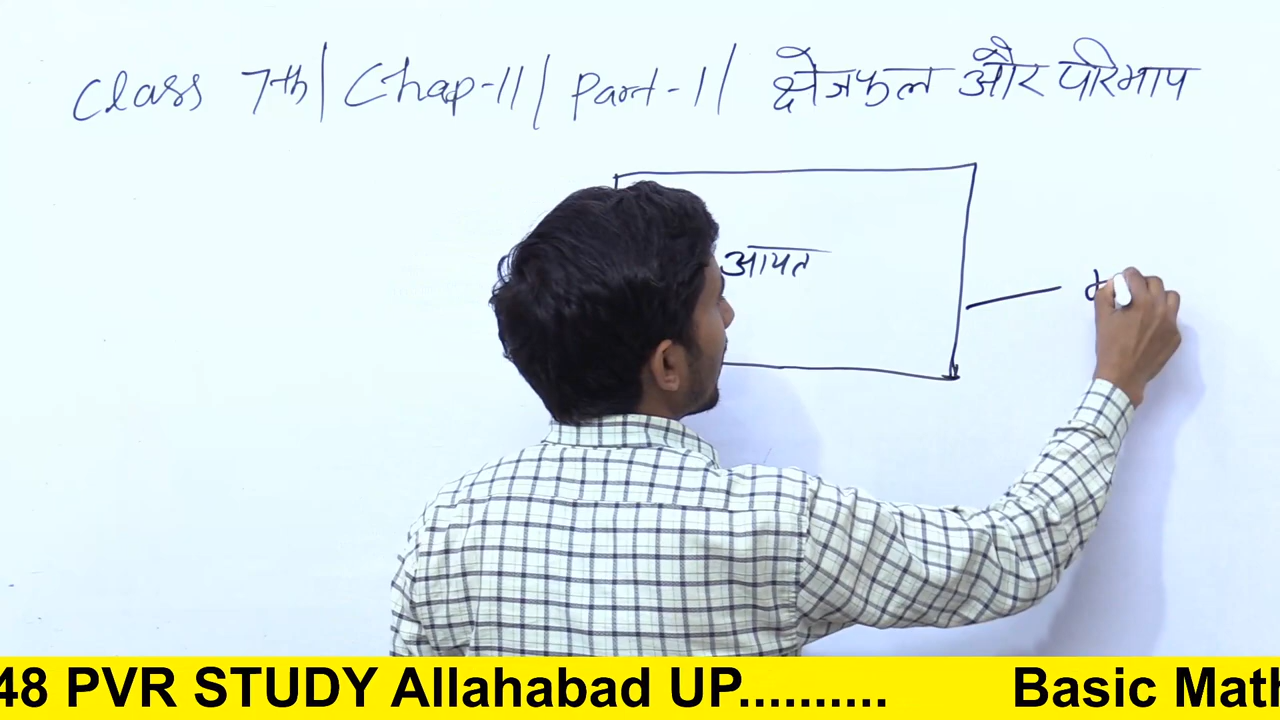 Class 7th | Chap-11 | Part-1 | क्षेत्रफल और परिमाप
आयत
48 PVR STUDY Allahabad UP.......... Basic Math